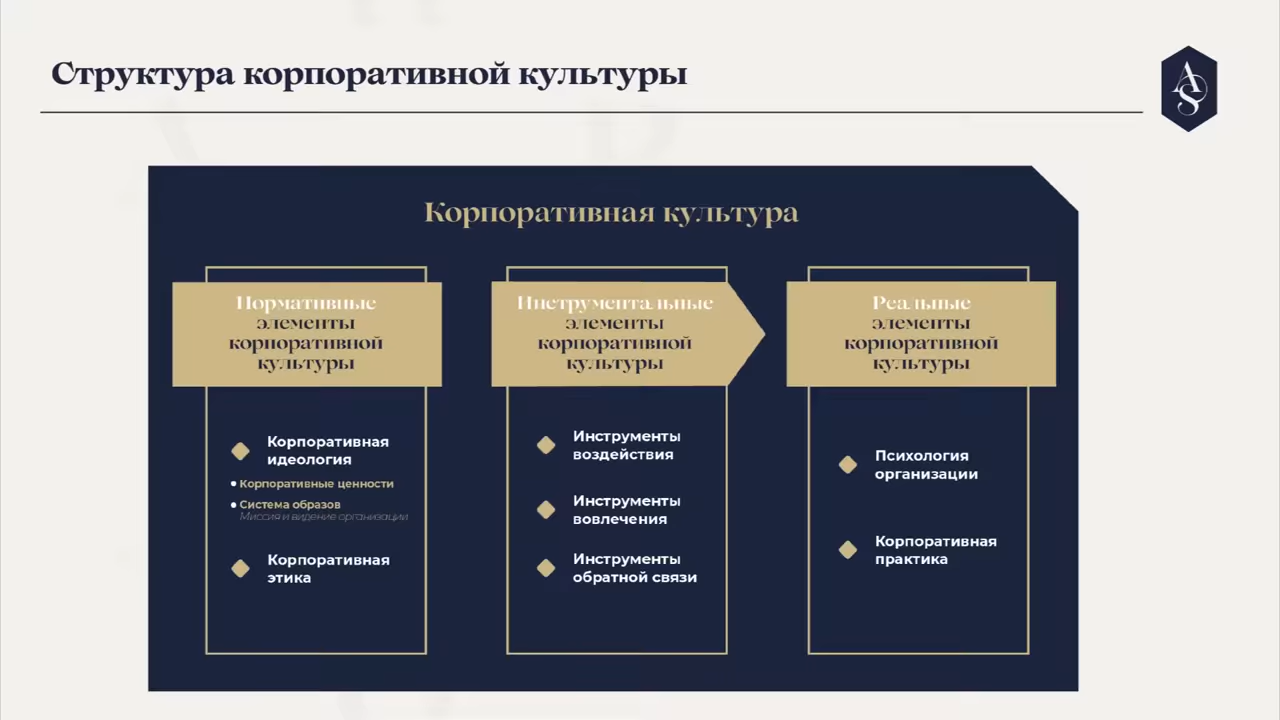 Структура корпоративной культуры
AS
Корпоративная культура
Нормативные
элементы
корпоративной
культуры
Корпоративная
идеология
Корпоративные ценности
Система образов
Миссия и видение организации
Корпоративная
этика
Инструментальные
элементы
корпоративной
культуры
Инструменты
воздействия
Инструменты
вовлечения
Инструменты
обратной связи
Реальные
элементы
корпоративной
культуры
Психология
организации
Корпоративная
практика